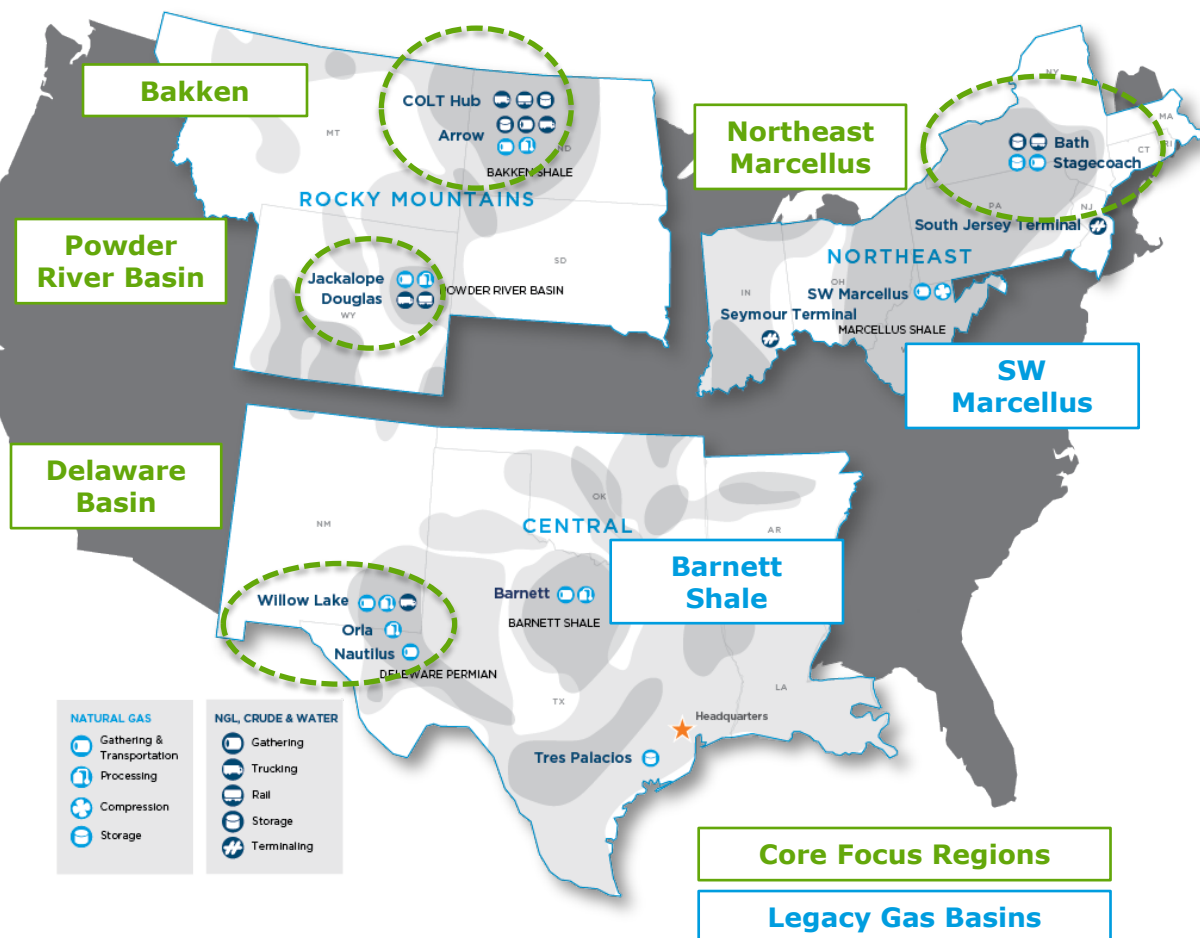 Bakken
COLT Hub
Arrow
MT
ND
BAKKEN SHALE
ROCKY MOUNTAINS
Powder
River Basin
Jackalope
Douglas
POWDER RIVER BASIN
SD
WY
Northeast
Marcellus
NY
MA
CT
RI
Bath
Stagecoach
PA
NJ
South Jersey Terminal
NORTHEAST
OH
IN
SW Marcellus
Seymour Terminal
MARCELLUS SHALE
SW
Marcellus
Delaware
Basin
NM
OK
CENTRAL
AR
Barnett
Shale
Willow Lake
Orla
Nautilus
DELEWARE PERMIAN
Barnett
BARNETT SHALE
TX
LA
Headquarters
Tres Palacios
NATURAL GAS
Gathering &
Transportation
Processing
Compression
Storage
NGL, CRUDE & WATER
Gathering
Trucking
Rail
Storage
Terminaling
Core Focus Regions
Legacy Gas Basins